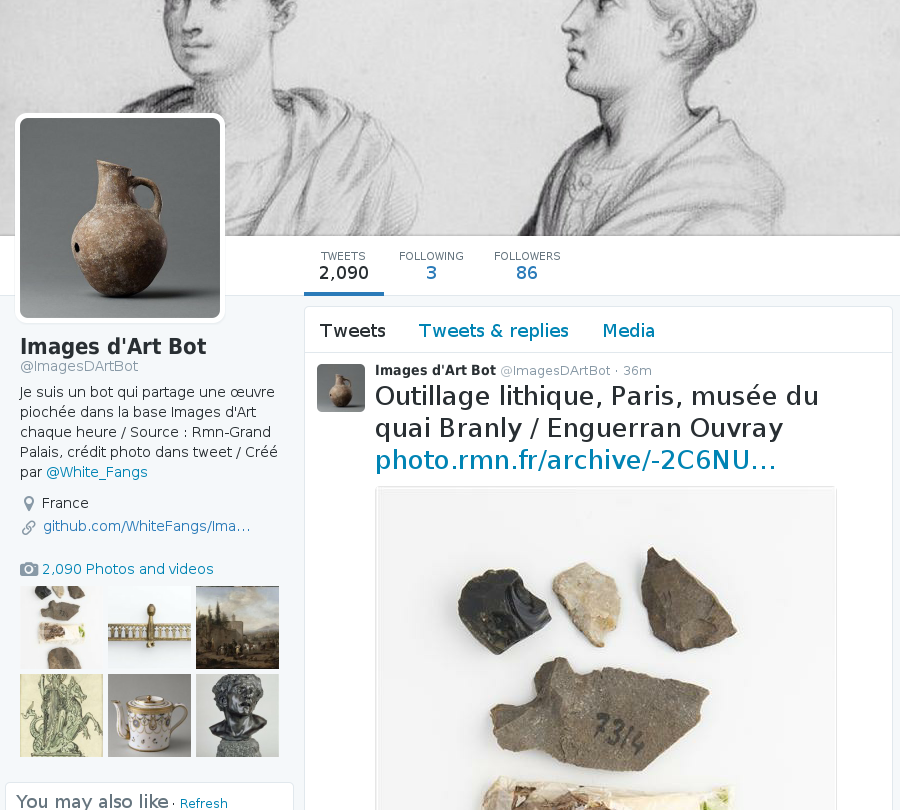 TWEETS
2,090
FOLLOWING
3
FOLLOWERS
86
Images d'Art Bot
@ImagesDArtBot
Je suis un bot qui partage une œuvre
piochée dans la base Images d'Art
chaque heure / Source : Rmn-Grand
Palais, crédit photo dans tweet / Créé
par @White_Fangs
France
github.com/WhiteFangs/Ima…
2,090 Photos and videos
You may also like · Refresh
Tweets
Tweets & replies
Media
Images d'Art Bot @ImagesDArtBot · 36m
Outillage lithique, Paris, musée du
quai Branly / Enguerran Ouvray
photo.rmn.fr/archive/-2C6NU…
73/4